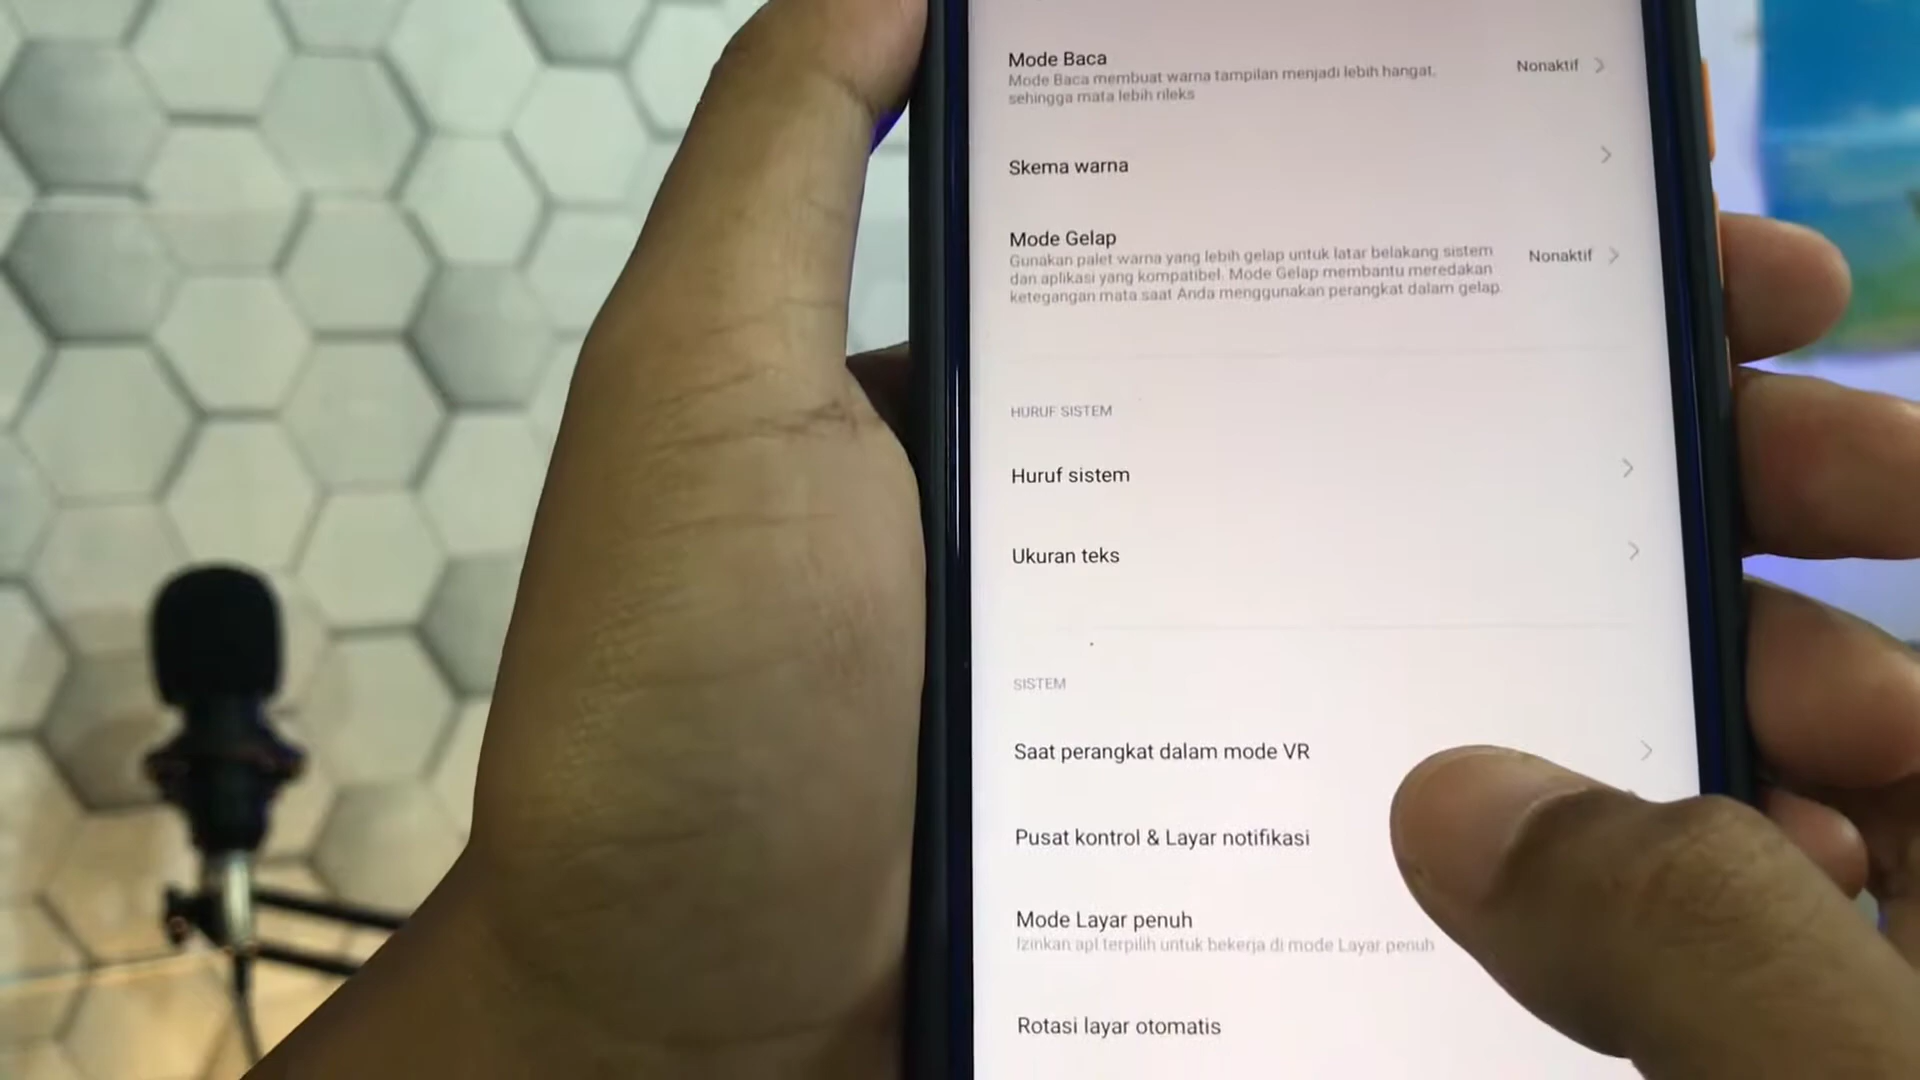 Mode Baca
Mode Baca membuat warna tampilan menjadi lebih hangat,
sehingga mata lebih rileks
Nonaktif
Skema warna
Mode Gelap
Gunakan palet warna yang lebih gelap untuk latar belakang sistem
dan aplikasi yang kompatibel. Mode Gelap membantu meredakan
ketegangan mata saat Anda menggunakan perangkat dalam gelap.
Nonaktif
HURUF SISTEM
Huruf sistem
Ukuran teks
SISTEM
Saat perangkat dalam mode VR
Pusat kontrol & Layar notifikasi
Mode Layar penuh
Izinkan apl terpilih untuk bekerja di mode Layar penuh
Rotasi layar otomatis